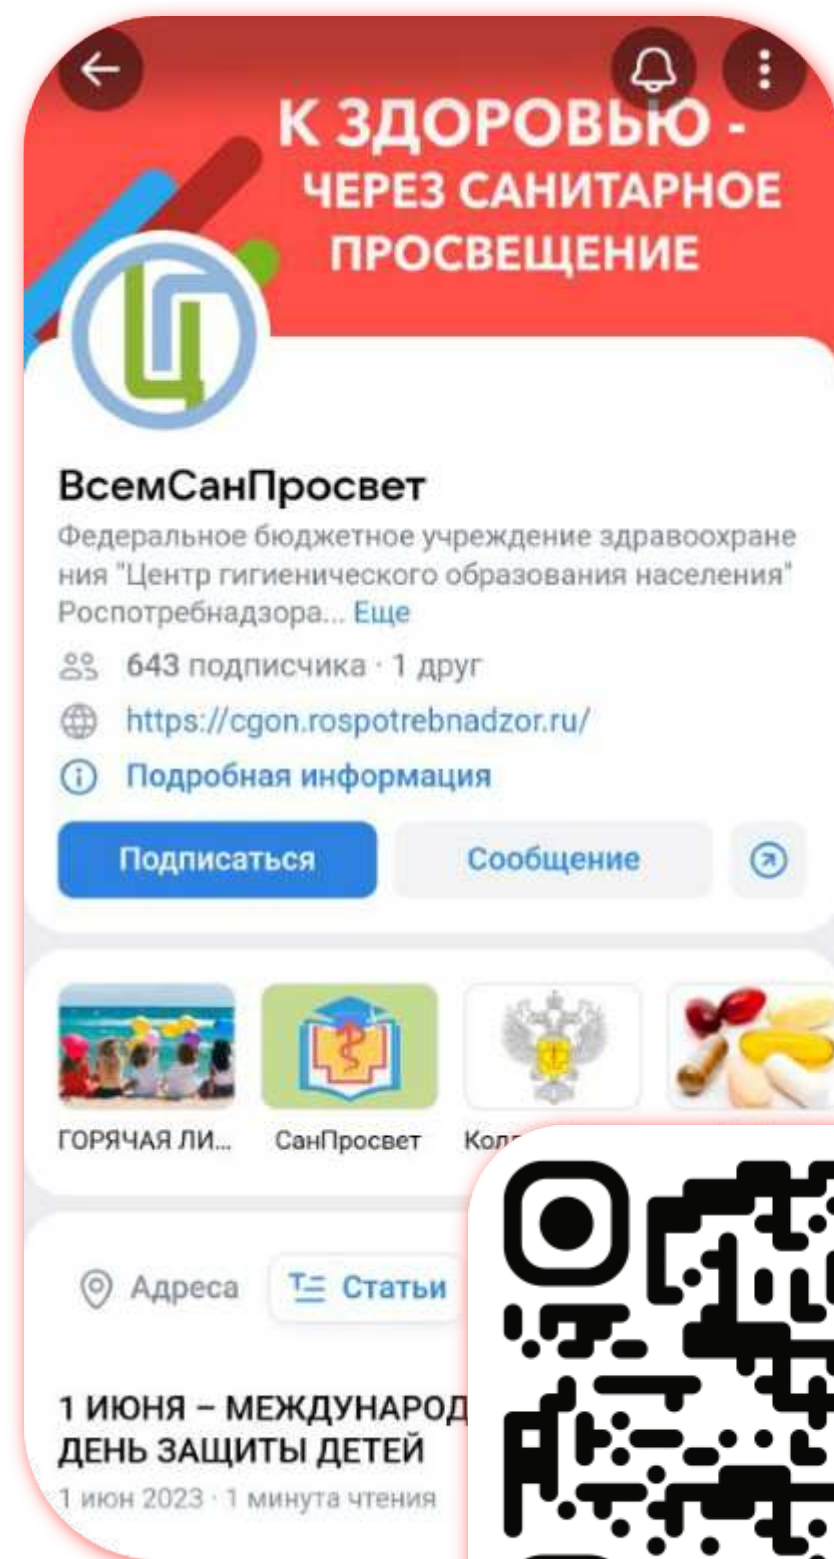 К ЗДОРОВЬЮ -
ЧЕРЕЗ САНИТАРНОЕ
ПРОСВЕЩЕНИЕ
ВсемСанПросвет
Федеральное бюджетное учреждение здравоохране
ния "Центр гигиенического образования населения"
Роспотребнадзора... Еще
643 подписчика · 1 друг
https://cgon.rospotrebnadzor.ru/
Подробная информация
Подписаться Сообщение
ГОРЯЧАЯ ЛИ... СанПросвет
Адреса Статьи
1 ИЮНЯ – МЕЖДУНАРОД
ДЕНЬ ЗАЩИТЫ ДЕТЕЙ
1 июн 2023 · 1 минута чтения